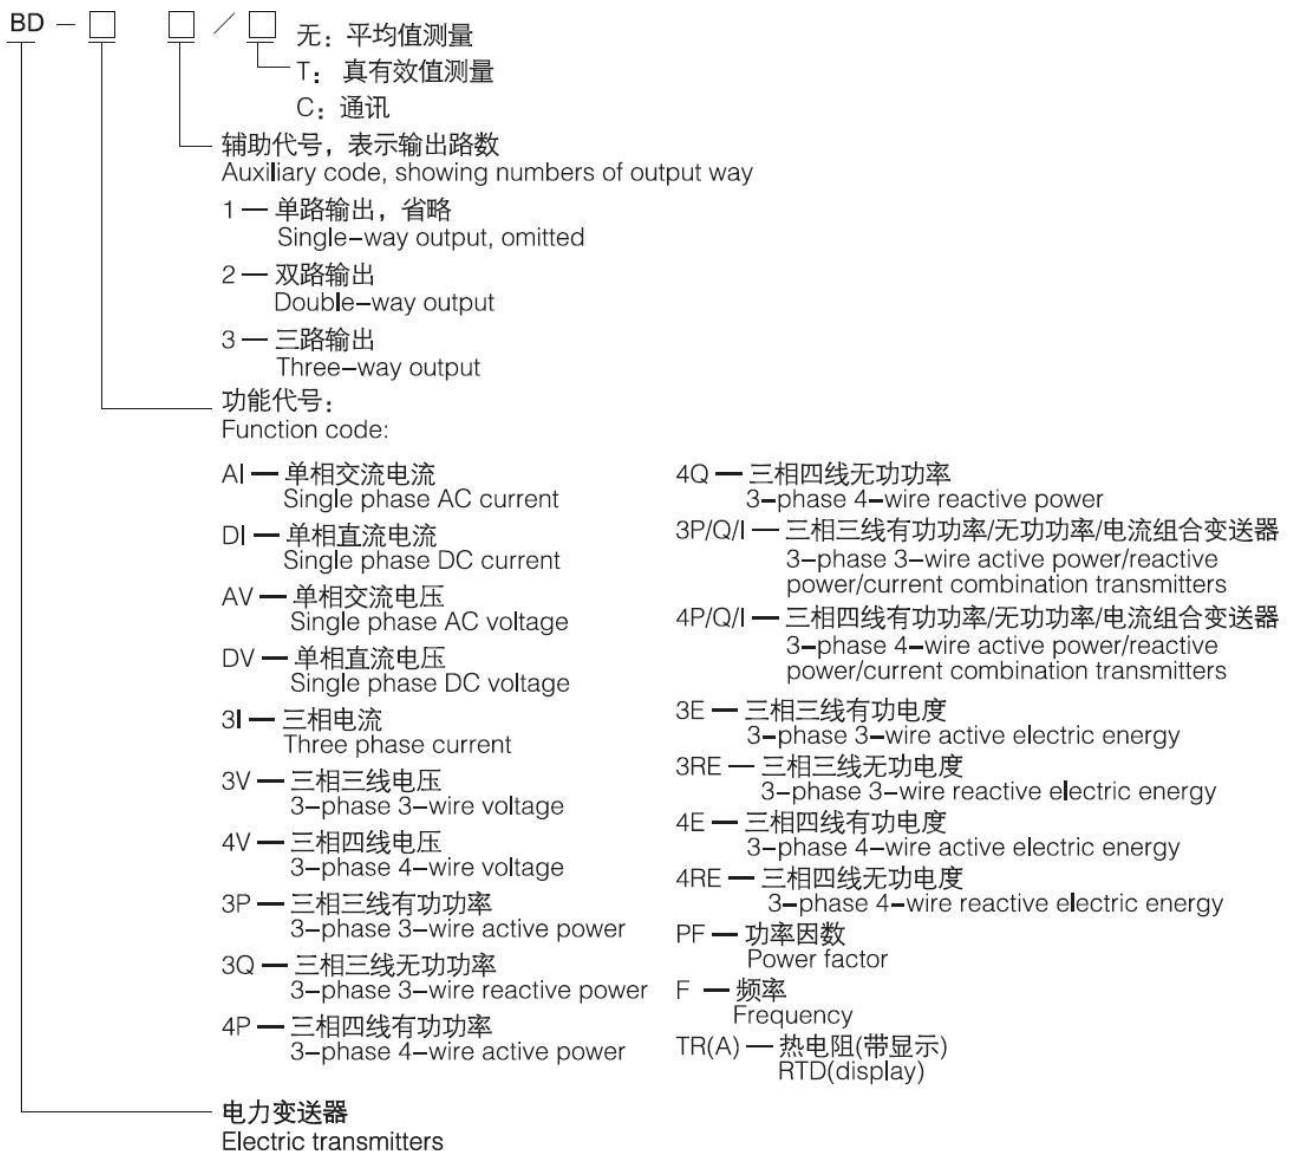 BD － □ □ ／ □ 无：平均值测量
T： 真有效值测量
C：通讯
辅助代号，表示输出路数
Auxiliary code, showing numbers of output way
1 — 单路输出，省略
Single–way output, omitted
2 — 双路输出
Double–way output
3 — 三路输出
Three–way output
功能代号：
Function code:
AI — 单相交流电流
Single phase AC current
DI — 单相直流电流
Single phase DC current
AV — 单相交流电压
Single phase AC voltage
DV — 单相直流电压
Single phase DC voltage
3I — 三相电流
Three phase current
3V — 三相三线电压
3–phase 3–wire voltage
4V — 三相四线电压
3–phase 4–wire voltage
3P — 三相三线有功功率
3–phase 3–wire active power
3Q — 三相三线无功功率
3–phase 3–wire reactive power
4P — 三相四线有功功率
3–phase 4–wire active power
4Q — 三相四线无功功率
3–phase 4–wire reactive power
3P/Q/I — 三相三线有功功率/无功功率/电流组合变送器
3–phase 3–wire active power/reactive
power/current combination transmitters
4P/Q/I — 三相四线有功功率/无功功率/电流组合变送器
3–phase 4–wire active power/reactive
power/current combination transmitters
3E — 三相三线有功电度
3–phase 3–wire active electric energy
3RE — 三相三线无功电度
3–phase 3–wire reactive electric energy
4E — 三相四线有功电度
3–phase 4–wire active electric energy
4RE — 三相四线无功电度
3–phase 4–wire reactive electric energy
PF — 功率因数
Power factor
F — 频率
Frequency
TR(A) — 热电阻(带显示)
RTD(display)
电力变送器
Electric transmitters